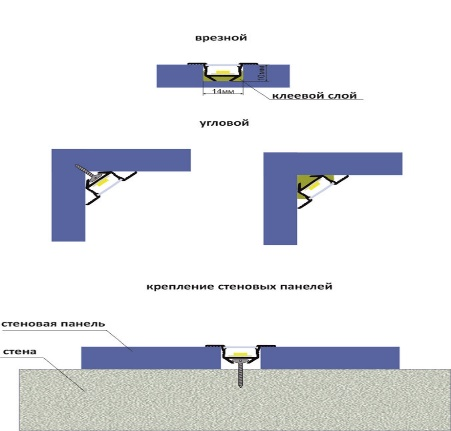 врезной
10мм
14мм
клеевой слой
угловой
крепление стеновых панелей
стеновая панель
стена